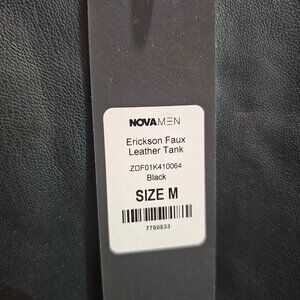 NOVAMEN
Erickson Faux
Leather Tank
ZDF01K410064
Black
SIZE M
7750533